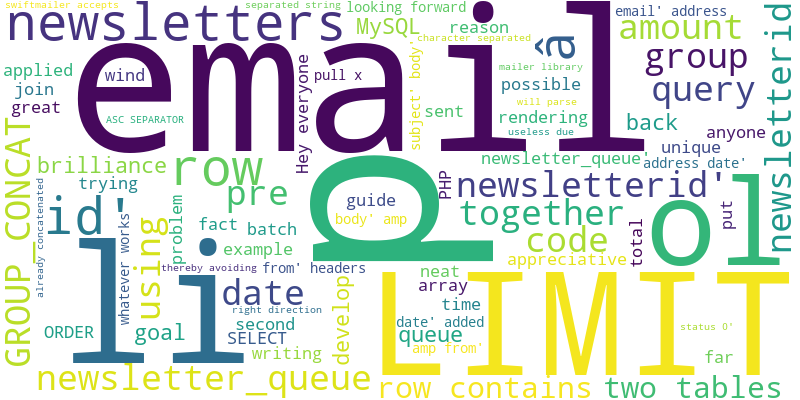 swiftmailer accepts
separated string
looking forward
email' address
newsletters
MySQL
reason
amount
character separated
email
â
group
applied
wind
pull x
mailer library
join
possible
query
great
Hey everyone
subject' body'
newsletterid
ASC SEPARATOR
sent
will parse
rendering
useless due
back
anyone
GROUP_CONCAT
unique
brilliance
row
p
newsletter_queue'
address date'
trying
PHP
newsletterid'
already concatenated
id'
pre
guide
together
ol
put
whatever works'
using
problem
fact
batch
body' amp
code
total
li
example
appreciative
thereby avoiding
from' headers
neat
LIMIT
date
develop
array
time
right direction
ORDER
goal
second
date' added
status 0'
SELECT
queue
writing
amp from'
far
newsletter_queue
row contains
two tables